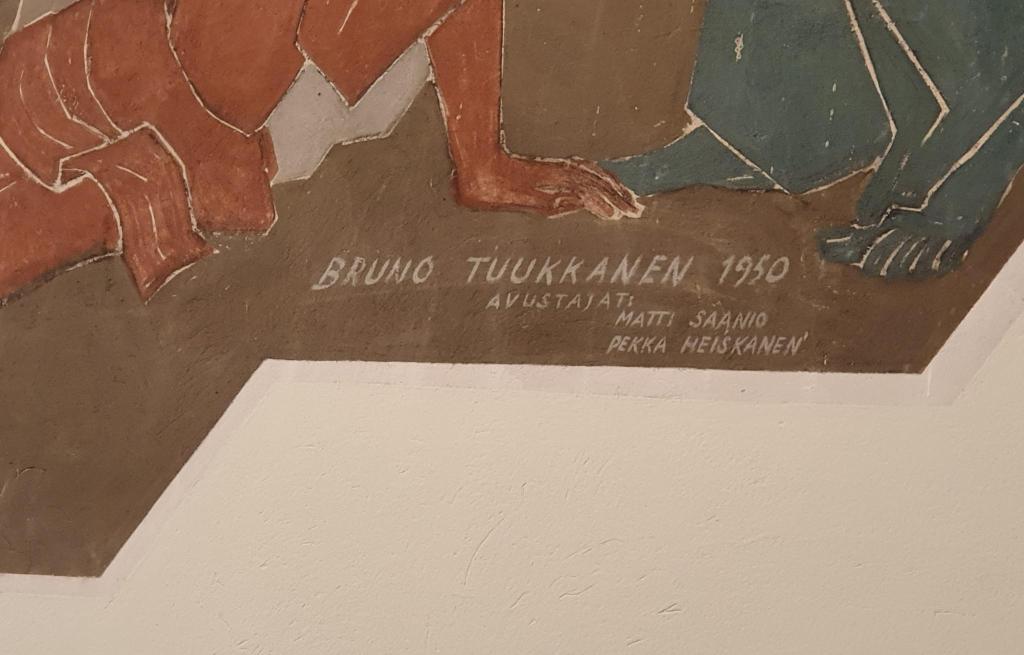 BRUNO TUUKKANEN 1950
AVUSTAJAT:
MATTI SAANIO
PEKKA HEISKANEN